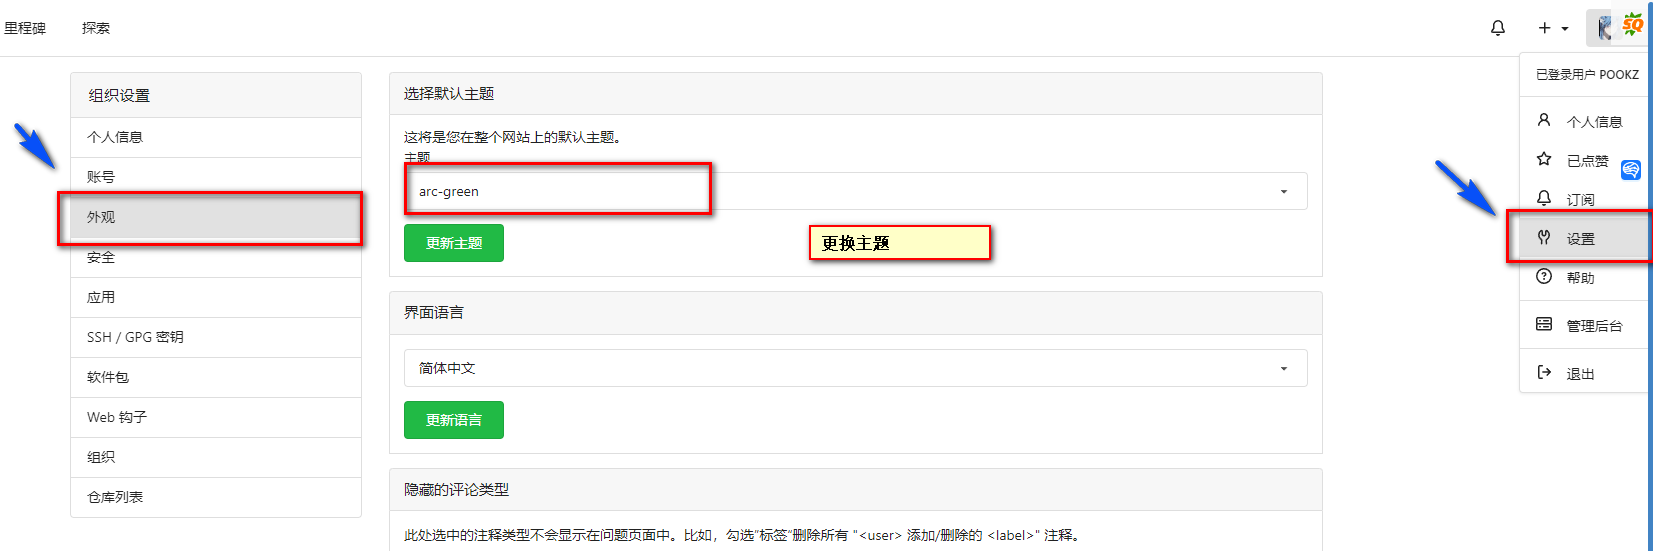 里程碑
探索
SQ
已登录用户 POOKZ
个人信息
已点赞
订阅
设置
帮助
管理后台
退出
组织设置
个人信息
账号
外观
安全
应用
SSH / GPG 密钥
软件包
Web 钩子
组织
仓库列表
选择默认主题
这将是您在整个网站上的默认主题。
主题
arc-green
更新主题
更换主题
界面语言
简体中文
更新语言
隐藏的评论类型
此处选中的注释类型不会显示在问题页面中。比如，勾选"标签"删除所有 "<user> 添加/删除的 <label>" 注释。